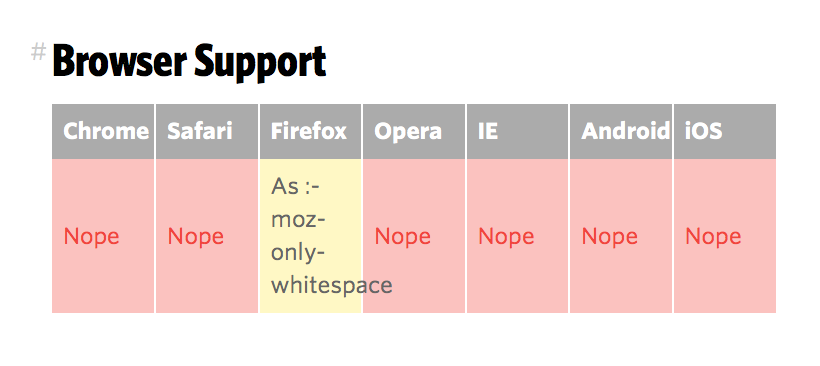 # Browser Support
Chrome Safari Firefox Opera IE Android iOS
Nope Nope As :-moz-only-whitespace Nope Nope Nope Nope